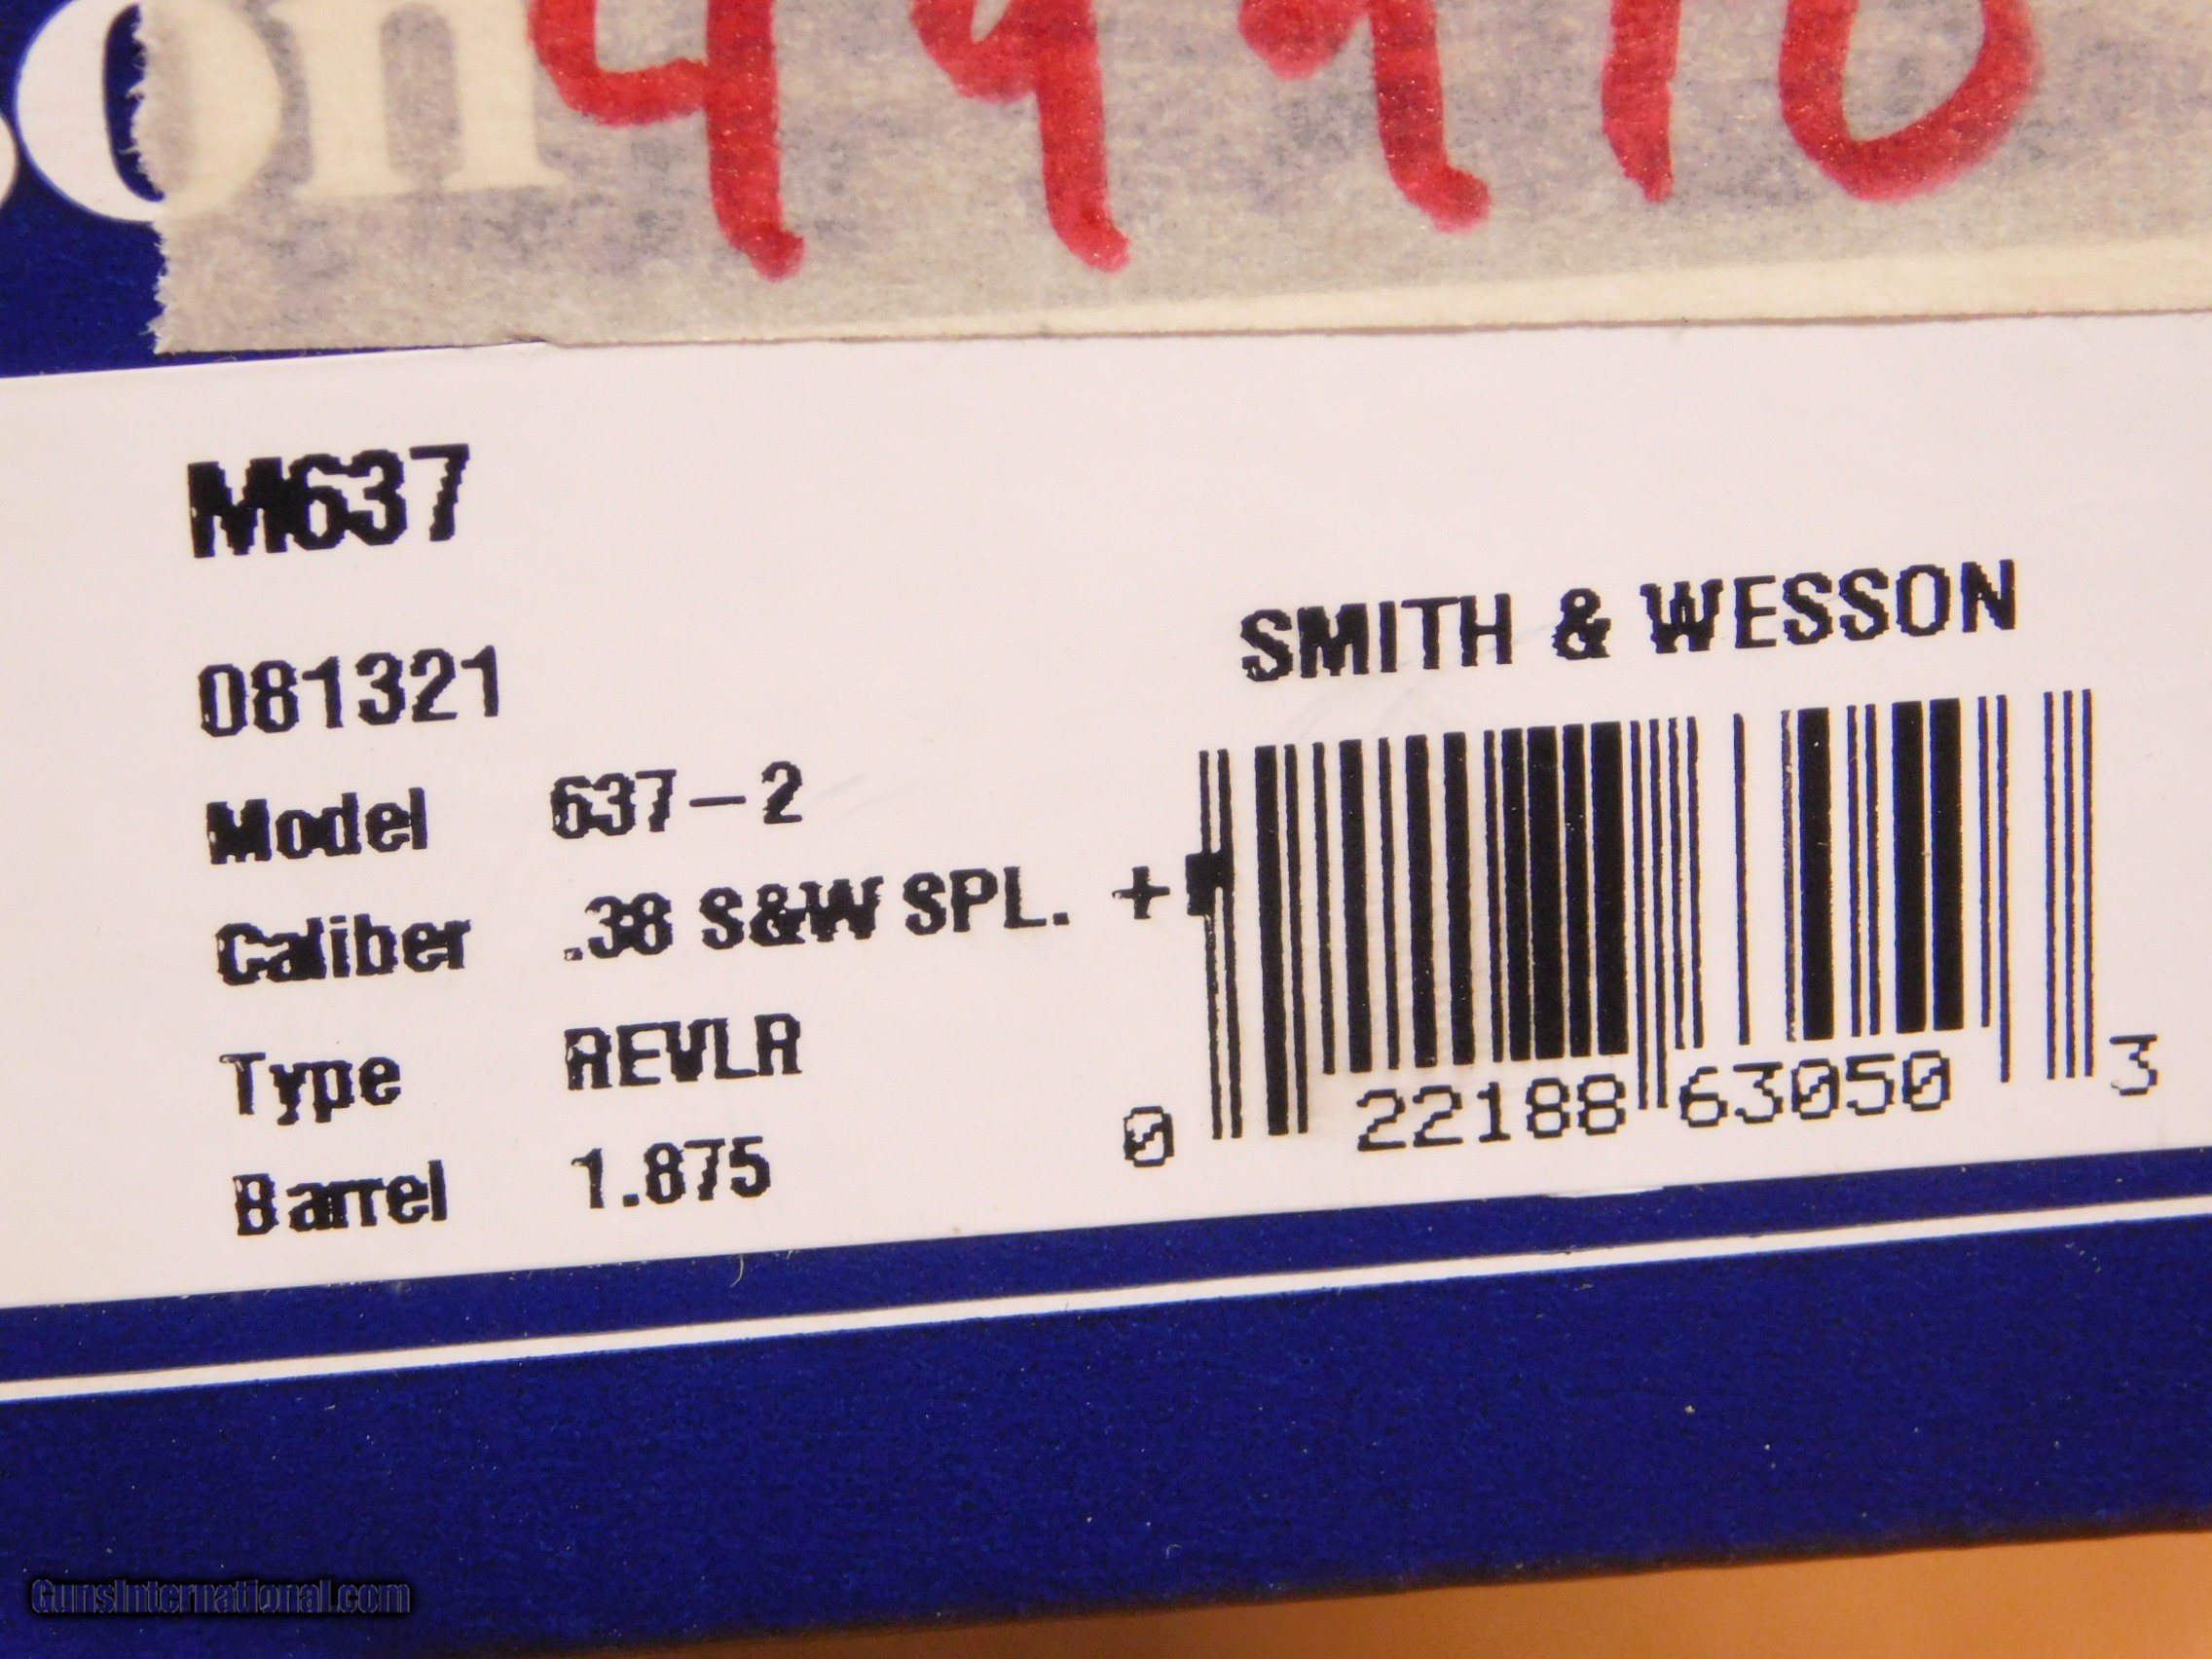 on
M637
081321
SMITH & WESSON
Model 637-2
Caliber .38 S&W SPL. +
Type REVLR
Barrel 1.875
0 22188 63050 3
GunsInternational.com